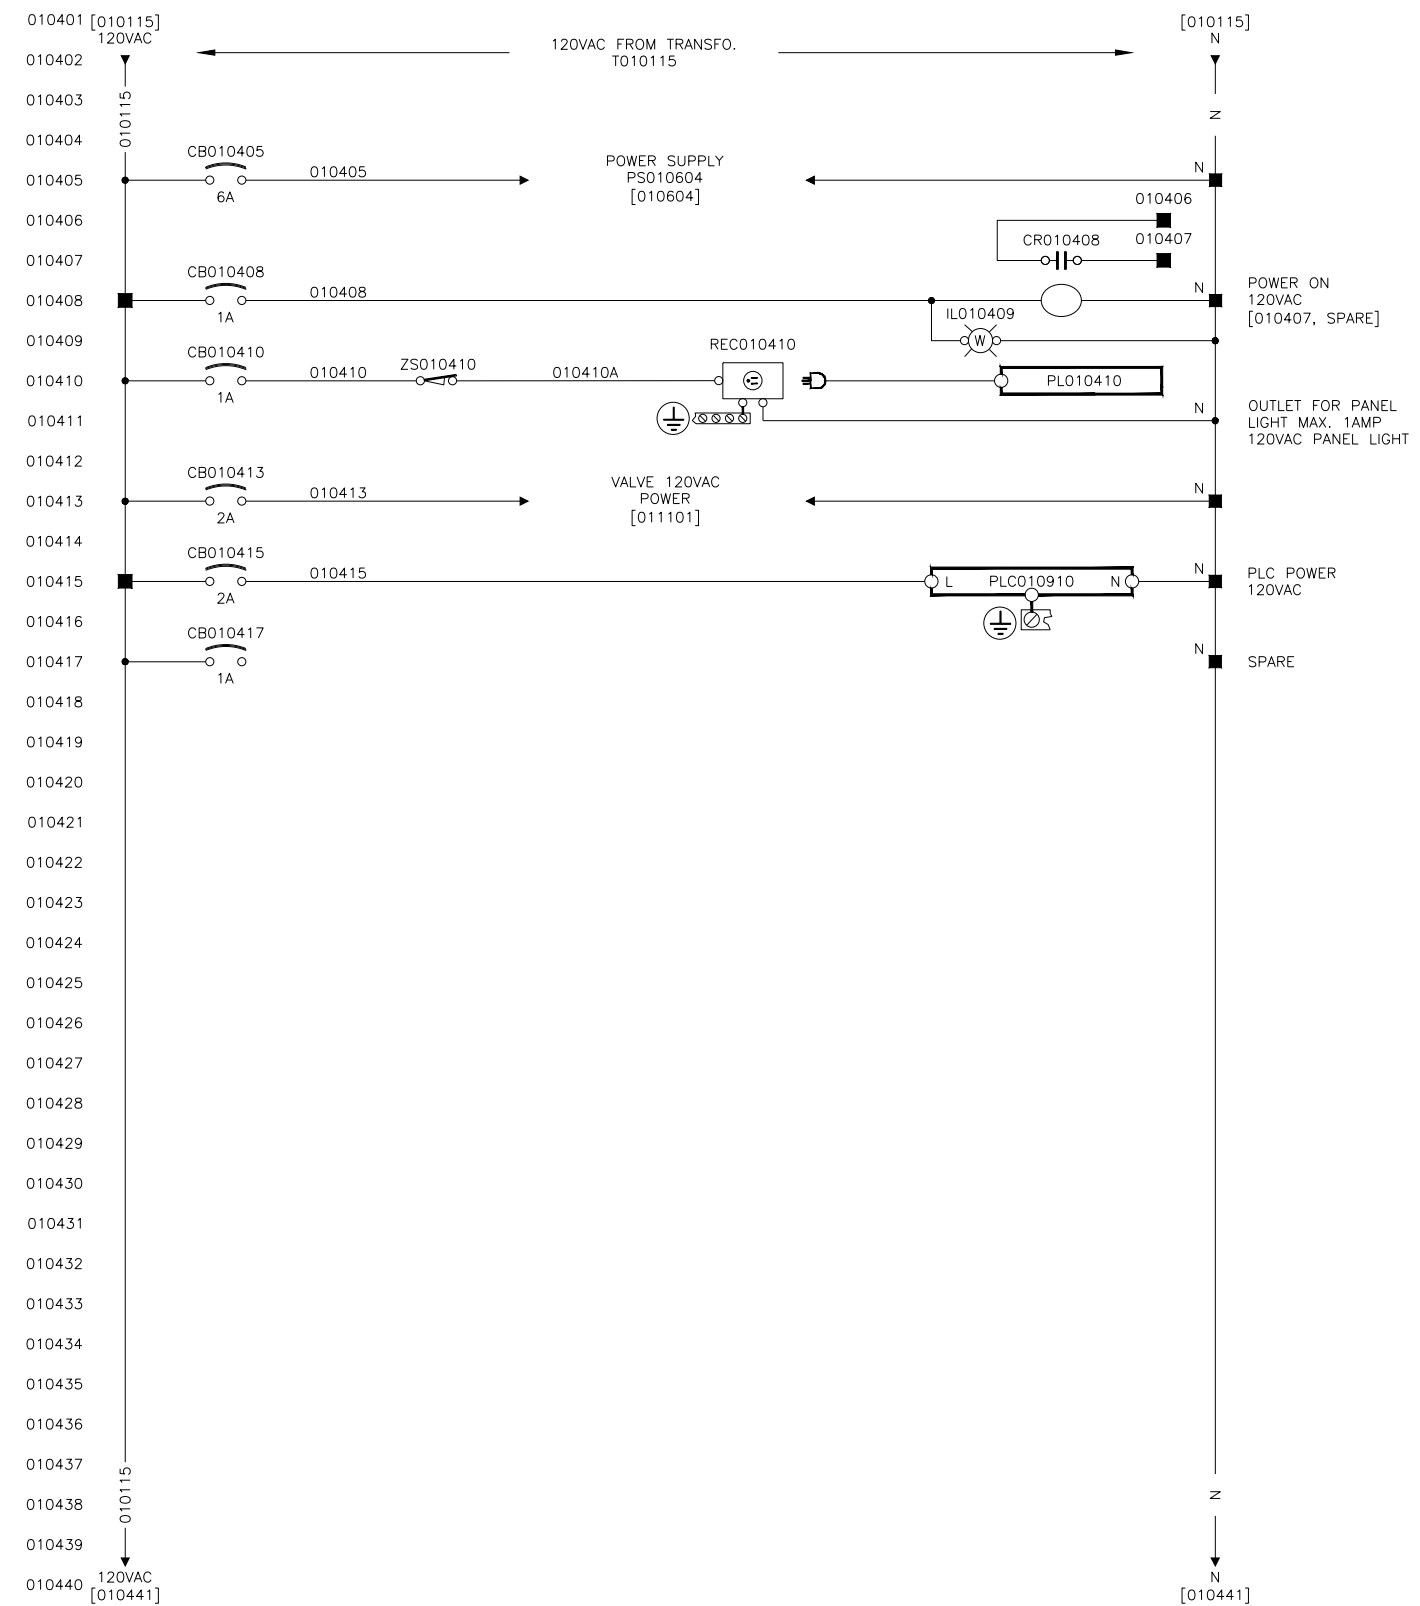 010401 [010115] [010115]
120VAC N
120VAC FROM TRANSFO.
010402 T010115
010403 010115 N
010404
CB010405 POWER SUPPLY
010405 010405 PS010604 N
6A [010604]
010406 010406
CR010408 010407
010407
CB010408
010408 010408 N POWER ON
1A 120VAC
IL010409 [010407, SPARE]
010409 W
CB010410 ZS010410 REC010410
010410 010410 010410A PL010410
1A
010411 N OUTLET FOR PANEL
LIGHT MAX. 1AMP
120VAC PANEL LIGHT
010412
CB010413 VALVE 120VAC
010413 010413 POWER N
2A [011101]
010414
CB010415
010415 010415 L PLC010910 N N PLC POWER
2A 120VAC
010416
CB010417
010417 N SPARE
1A
010418
010419
010420
010421
010422
010423
010424
010425
010426
010427
010428
010429
010430
010431
010432
010433
010434
010435
010436
010437
010438 010115 N
010439
010440 120VAC N
[010441] [010441]